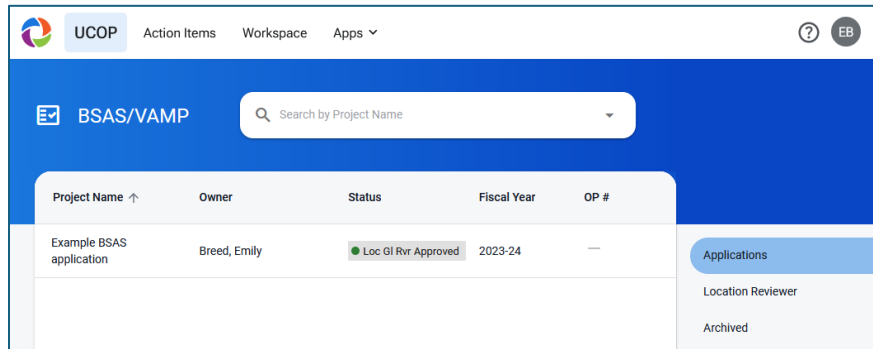 UCOP Action Items Workspace Apps ? EB
BSAS/VAMP Search by Project Name
Project Name Owner Status Fiscal Year OP #
Example BSAS
application
Breed, Emily Loc Gl Rvr Approved 2023-24 —
Applications
Location Reviewer
Archived